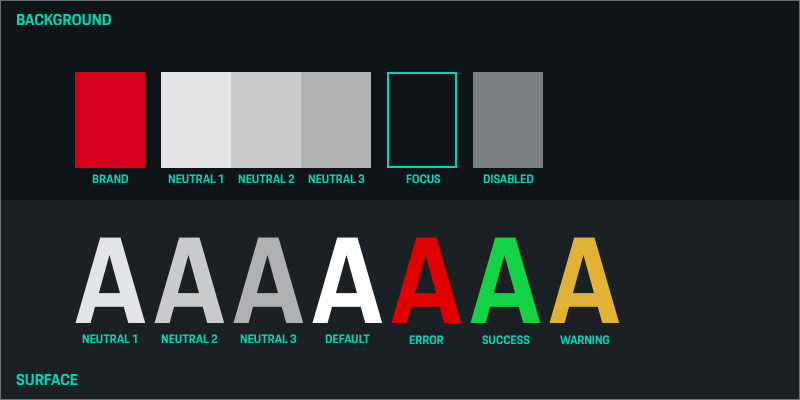 BACKGROUND
BRAND NEUTRAL 1 NEUTRAL 2 NEUTRAL 3 FOCUS DISABLED
A A A A A A A
NEUTRAL 1 NEUTRAL 2 NEUTRAL 3 DEFAULT ERROR SUCCESS WARNING
SURFACE